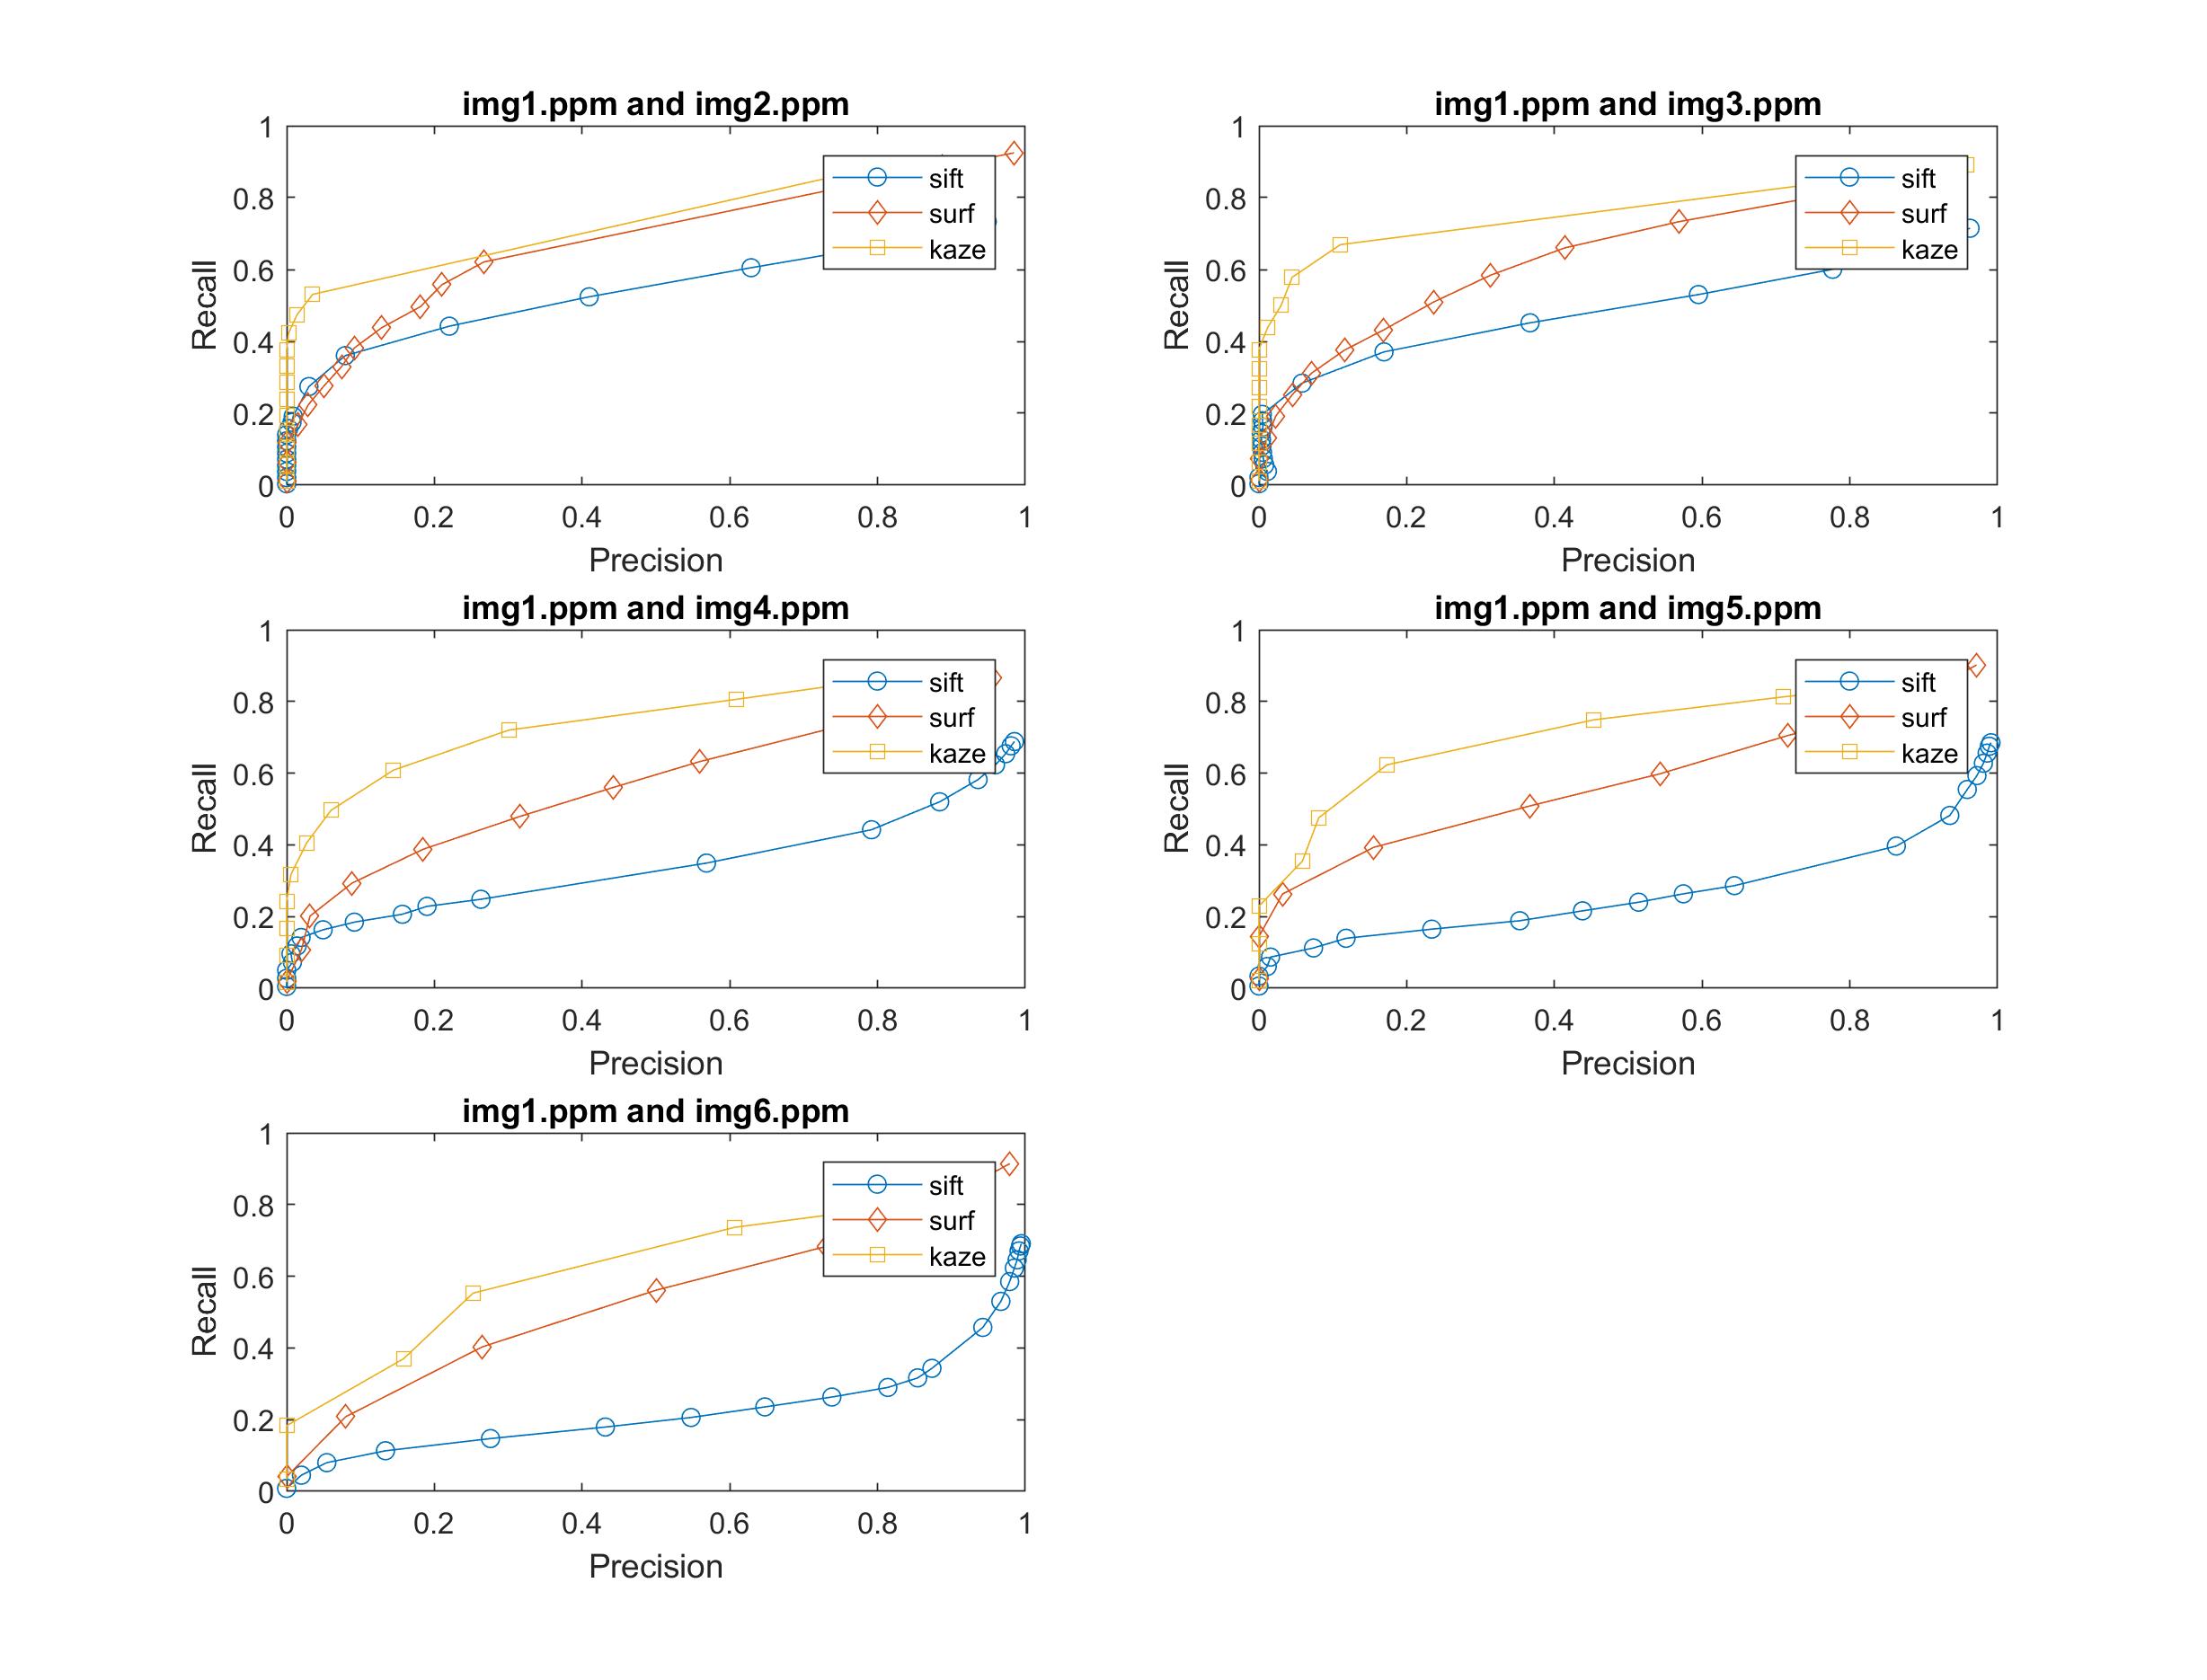 img1.ppm and img2.ppm
1
0.8
0.6
0.4
0.2
0
Recall
0 0.2 0.4 0.6 0.8 1
Precision
sift
surf
kaze
img1.ppm and img3.ppm
1
0.8
0.6
0.4
0.2
0
Recall
0 0.2 0.4 0.6 0.8 1
Precision
sift
surf
kaze
img1.ppm and img4.ppm
1
0.8
0.6
0.4
0.2
0
Recall
0 0.2 0.4 0.6 0.8 1
Precision
sift
surf
kaze
img1.ppm and img5.ppm
1
0.8
0.6
0.4
0.2
0
Recall
0 0.2 0.4 0.6 0.8 1
Precision
sift
surf
kaze
img1.ppm and img6.ppm
1
0.8
0.6
0.4
0.2
0
Recall
0 0.2 0.4 0.6 0.8 1
Precision
sift
surf
kaze